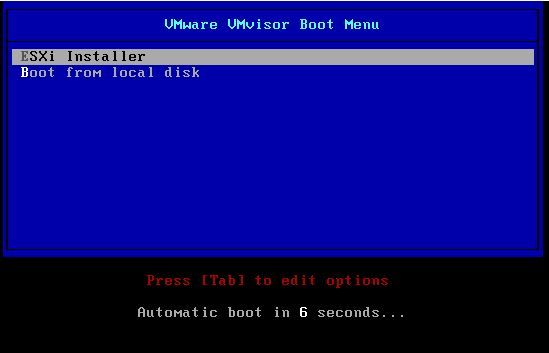 VMware VMvisor Boot Menu
ESXi Installer
Boot from local disk
Press [Tab] to edit options
Automatic boot in 6 seconds...